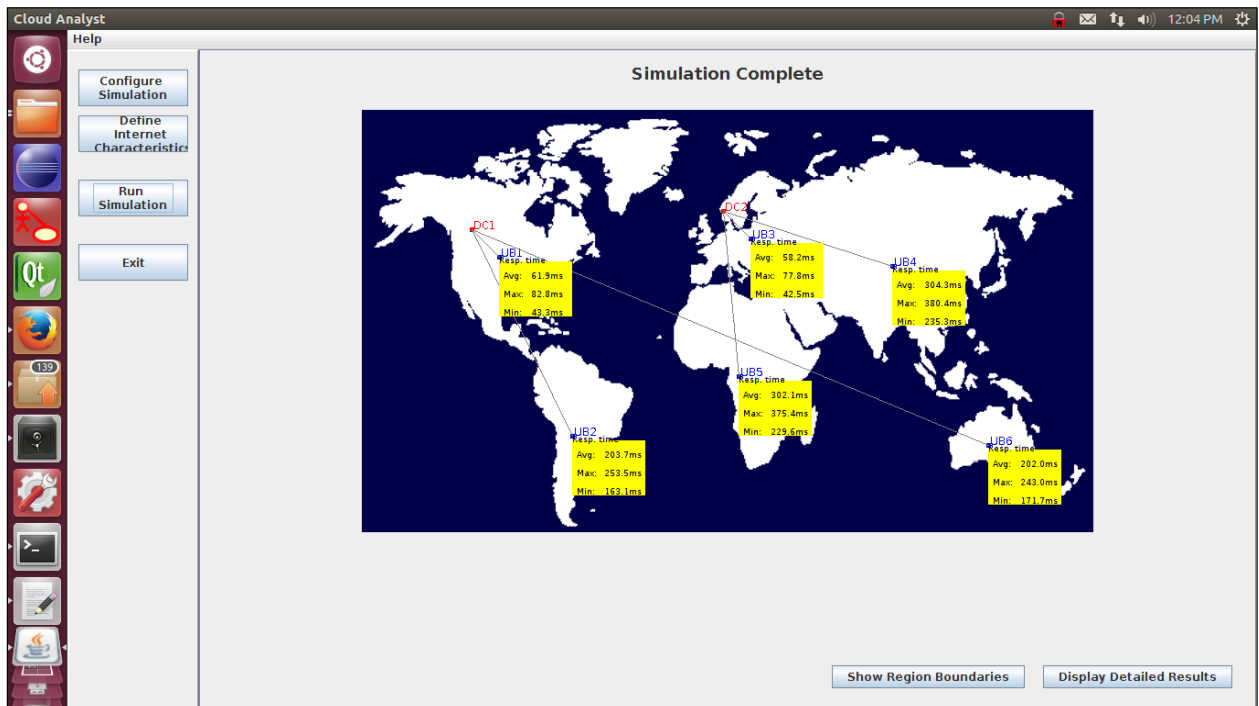 Cloud Analyst
12:04 PM
Help
Configure
Simulation
Define
Internet
Characteristics
Run
Simulation
Exit
139
Simulation Complete
DC1
UB1
Resp. time
Avg: 61.9ms
Max: 82.8ms
Min: 43.3ms
DC2
UB3
Resp. time
Avg: 58.2ms
Max: 77.8ms
Min: 42.5ms
UB4
Resp. time
Avg: 304.3ms
Max: 380.4ms
Min: 235.3ms
UB5
Resp. time
Avg: 302.1ms
Max: 375.4ms
Min: 229.6ms
UB2
Resp. time
Avg: 203.7ms
Max: 253.5ms
Min: 163.1ms
UB6
Resp. time
Avg: 202.0ms
Max: 243.0ms
Min: 171.7ms
Qt
>_
Show Region Boundaries
Display Detailed Results